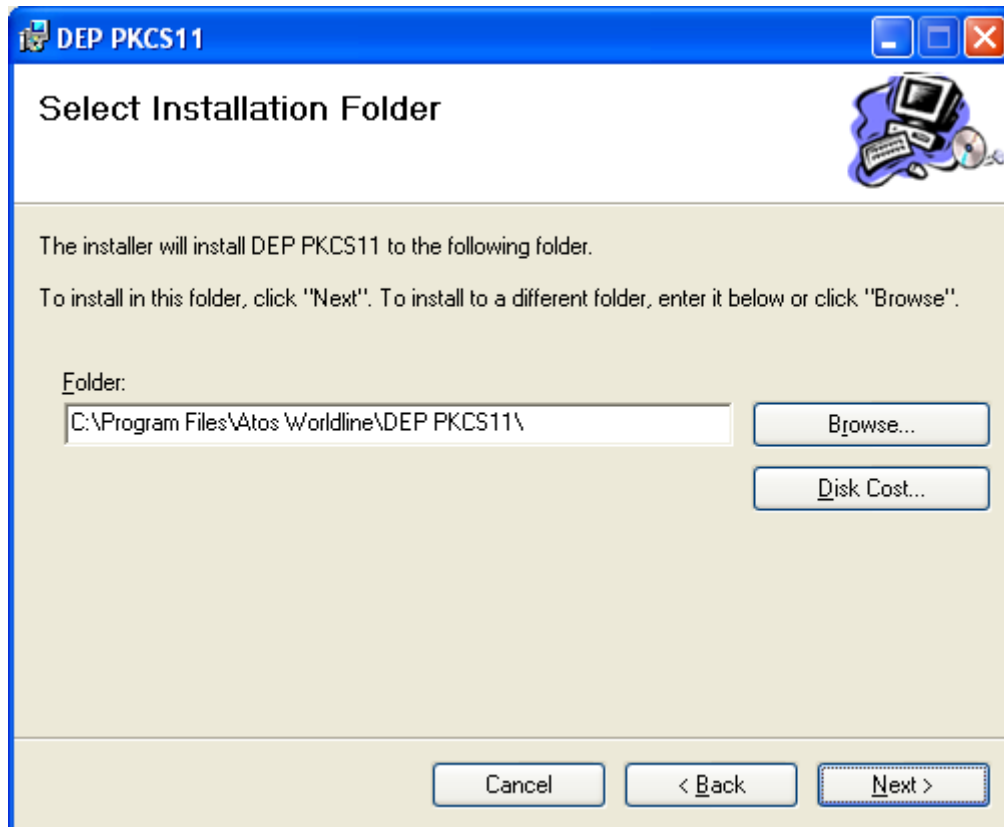 DEP PKCS11
Select Installation Folder
The installer will install DEP PKCS11 to the following folder.
To install in this folder, click "Next". To install to a different folder, enter it below or click "Browse".
Folder:
C:\Program Files\Atos Worldline\DEP PKCS11\
Browse...
Disk Cost...
Cancel
< Back
Next >